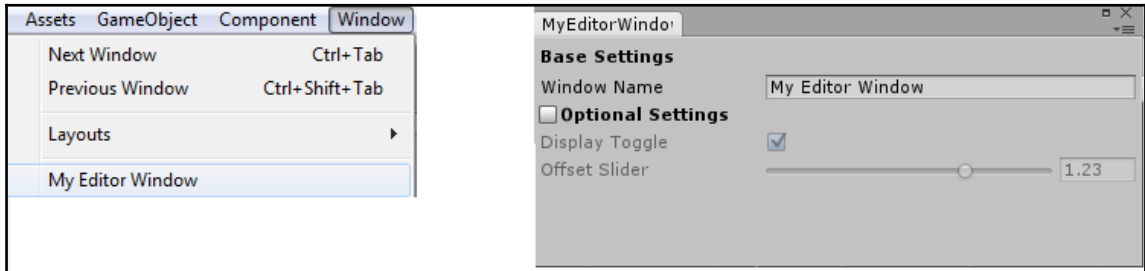 Assets GameObject Component Window
Next Window Ctrl+Tab
Previous Window Ctrl+Shift+Tab
Layouts
My Editor Window
MyEditorWindo
Base Settings
Window Name My Editor Window
Optional Settings
Display Toggle
Offset Slider 1.23